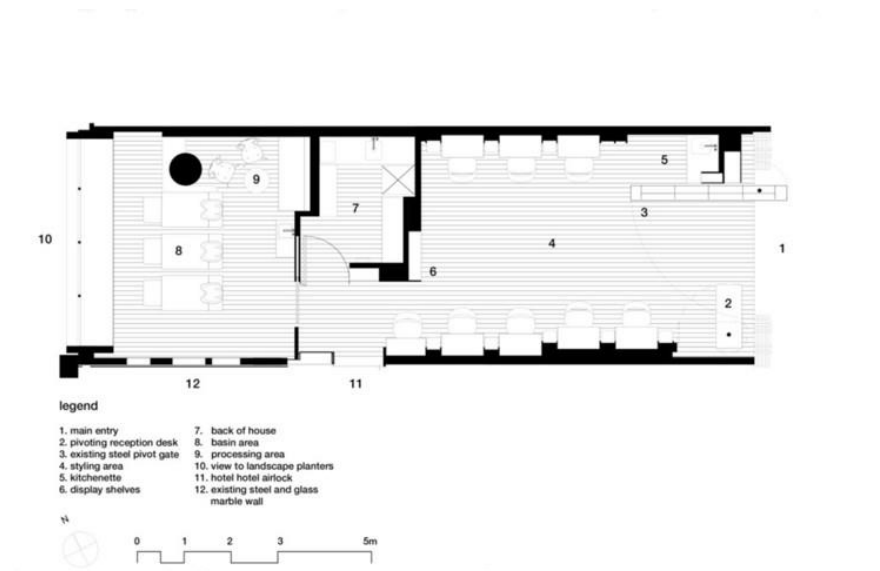 5
9
7
3
10
8
4
1
6
2
12
11
legend
1. main entry
2. pivoting reception desk
3. existing steel pivot gate
4. styling area
5. kitchenette
6. display shelves
7. back of house
8. basin area
9. processing area
10. view to landscape planters
11. hotel hotel airlock
12. existing steel and glass
marble wall
N
0 1 2 3 5m